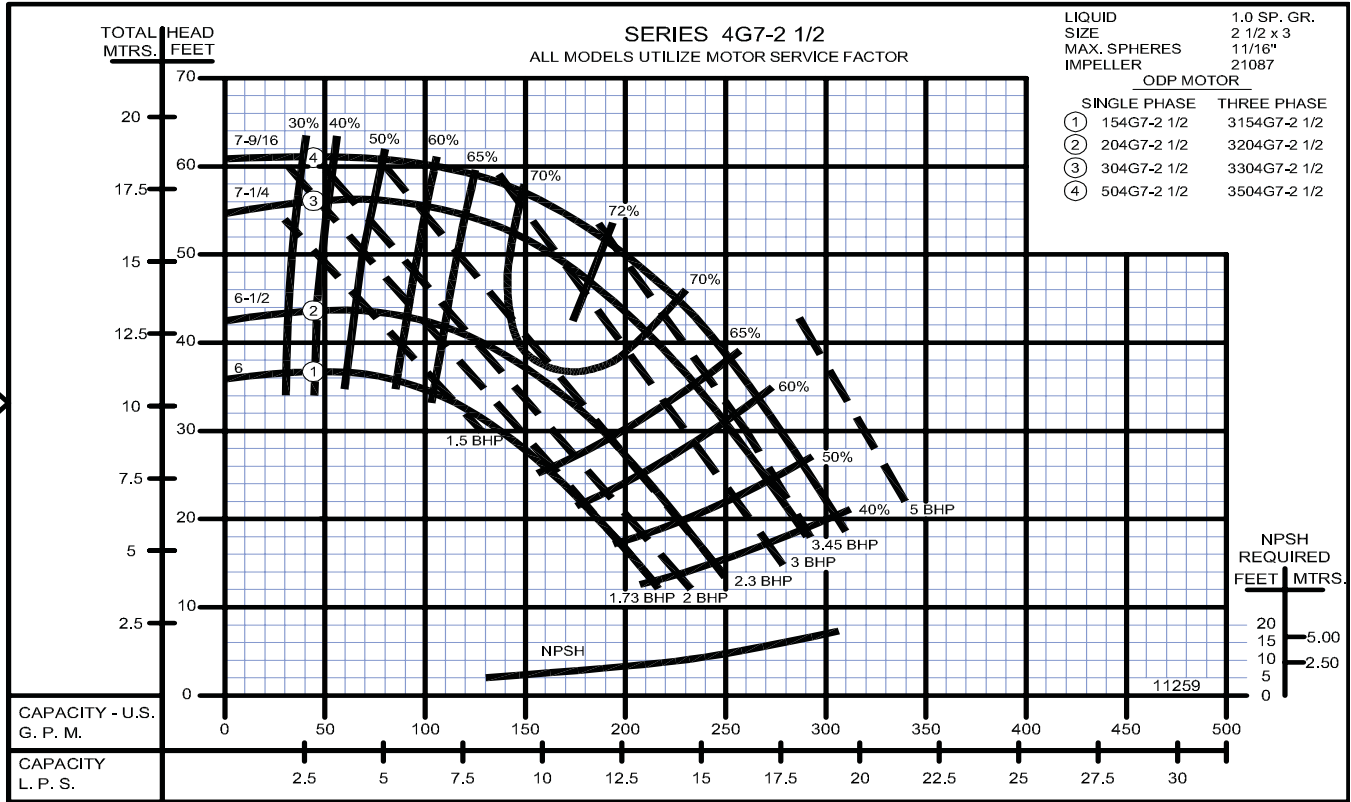 SERIES 4G7-2 1/2
ALL MODELS UTILIZE MOTOR SERVICE FACTOR
TOTAL HEAD
MTRS. FEET
LIQUID 1.0 SP. GR.
SIZE 2 1/2 x 3
MAX. SPHERES 11/16"
IMPELLER 21087
ODP MOTOR
SINGLE PHASE THREE PHASE
1 154G7-2 1/2 3154G7-2 1/2
2 204G7-2 1/2 3204G7-2 1/2
3 304G7-2 1/2 3304G7-2 1/2
4 504G7-2 1/2 3504G7-2 1/2
70
60
50
40
30
20
10
0
20
17.5
15
12.5
10
7.5
5
2.5
30% 40%
50%
60%
65%
70%
72%
70%
65%
60%
50%
40%
7-9/16
4
7-1/4
3
6-1/2
2
6
1
1.5 BHP
1.73 BHP
2 BHP
2.3 BHP
3 BHP
3.45 BHP
5 BHP
NPSH
11259
NPSH
REQUIRED
FEET MTRS.
20
15
10
5
0
5.00
2.50
CAPACITY - U.S.
G. P. M.
0 50 100 150 200 250 300 350 400 450 500
CAPACITY
L. P. S.
2.5 5 7.5 10 12.5 15 17.5 20 22.5 25 27.5 30